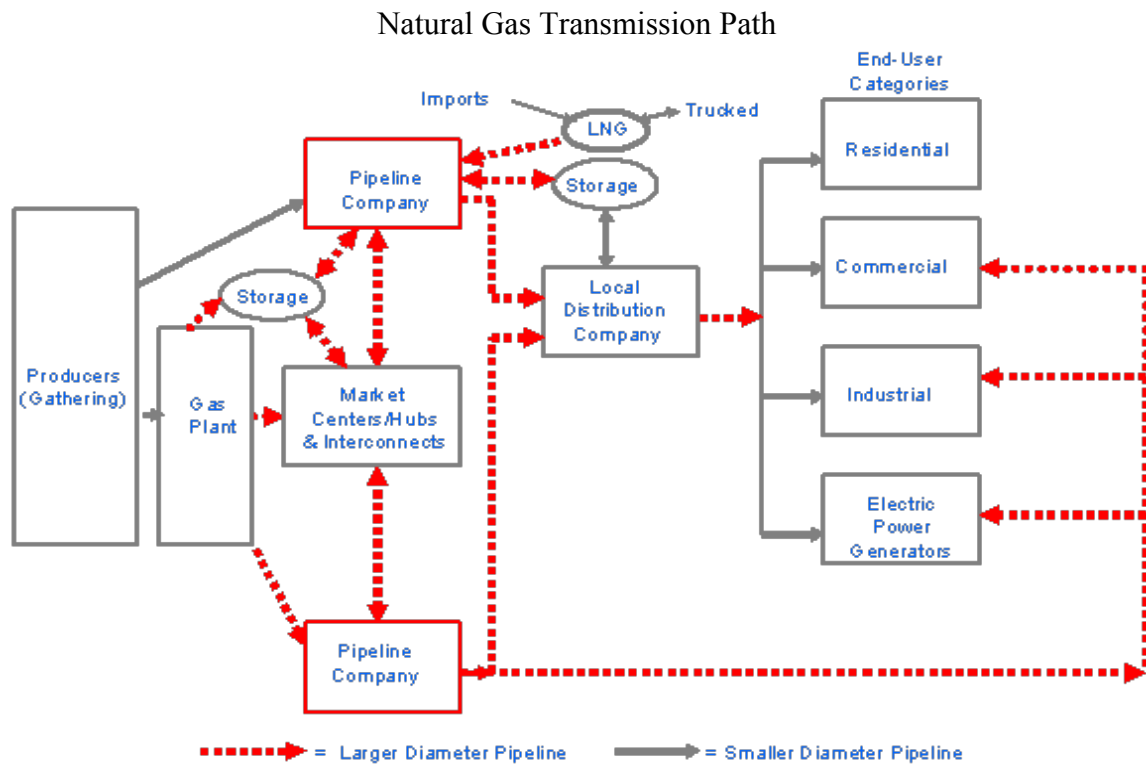 Natural Gas Transmission Path
End-User
Categories
Imports
LNG
Trucked
Residential
Pipeline
Company
Storage
Commercial
Storage
Local
Distribution
Company
Producers
(Gathering)
Gas
Plant
Market
Centers/Hubs
& Interconnects
Industrial
Electric
Power
Generators
Pipeline
Company
= Larger Diameter Pipeline
= Smaller Diameter Pipeline